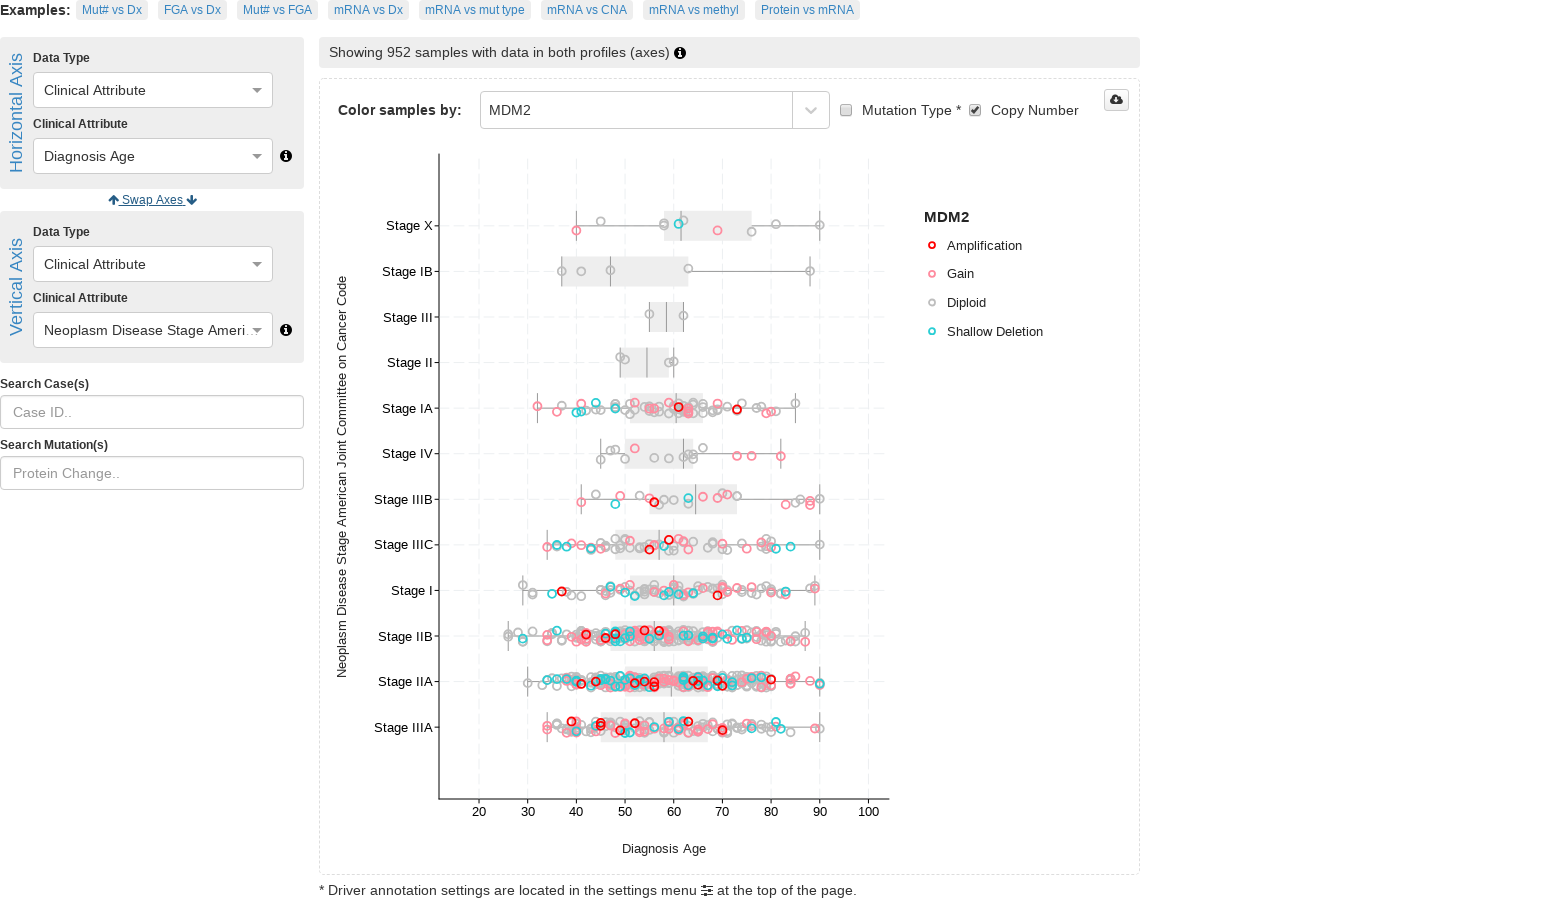 Examples: Mut# vs Dx FGA vs Dx Mut# vs FGA mRNA vs Dx mRNA vs mut type mRNA vs CNA mRNA vs methyl Protein vs mRNA
Horizontal Axis
Data Type
Clinical Attribute
Clinical Attribute
Diagnosis Age
Swap Axes
Vertical Axis
Data Type
Clinical Attribute
Clinical Attribute
Neoplasm Disease Stage Ameri...
Search Case(s)
Case ID..
Search Mutation(s)
Protein Change..
Showing 952 samples with data in both profiles (axes)
Color samples by: MDM2 Mutation Type * Copy Number
Neoplasm Disease Stage American Joint Committee on Cancer Code
Stage X
Stage IB
Stage III
Stage II
Stage IA
Stage IV
Stage IIIB
Stage IIIC
Stage I
Stage IIB
Stage IIA
Stage IIIA
20 30 40 50 60 70 80 90 100
Diagnosis Age
MDM2
Amplification
Gain
Diploid
Shallow Deletion
* Driver annotation settings are located in the settings menu at the top of the page.